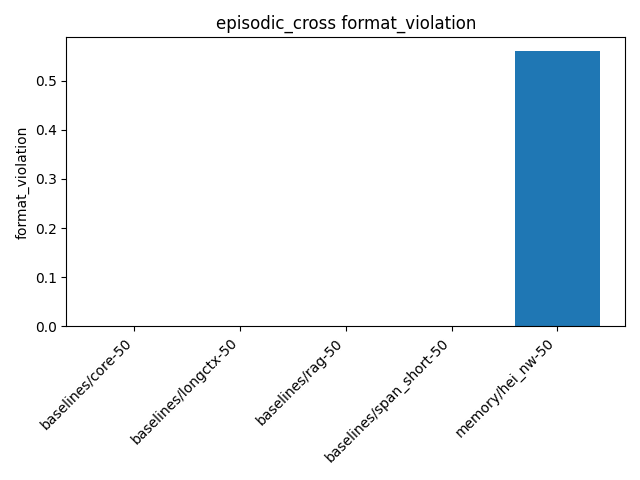 episodic_cross format_violation
format_violation
0.5
0.4
0.3
0.2
0.1
0.0
baselines/core-50
baselines/longctx-50
baselines/rag-50
baselines/span_short-50
memory/hei_nw-50